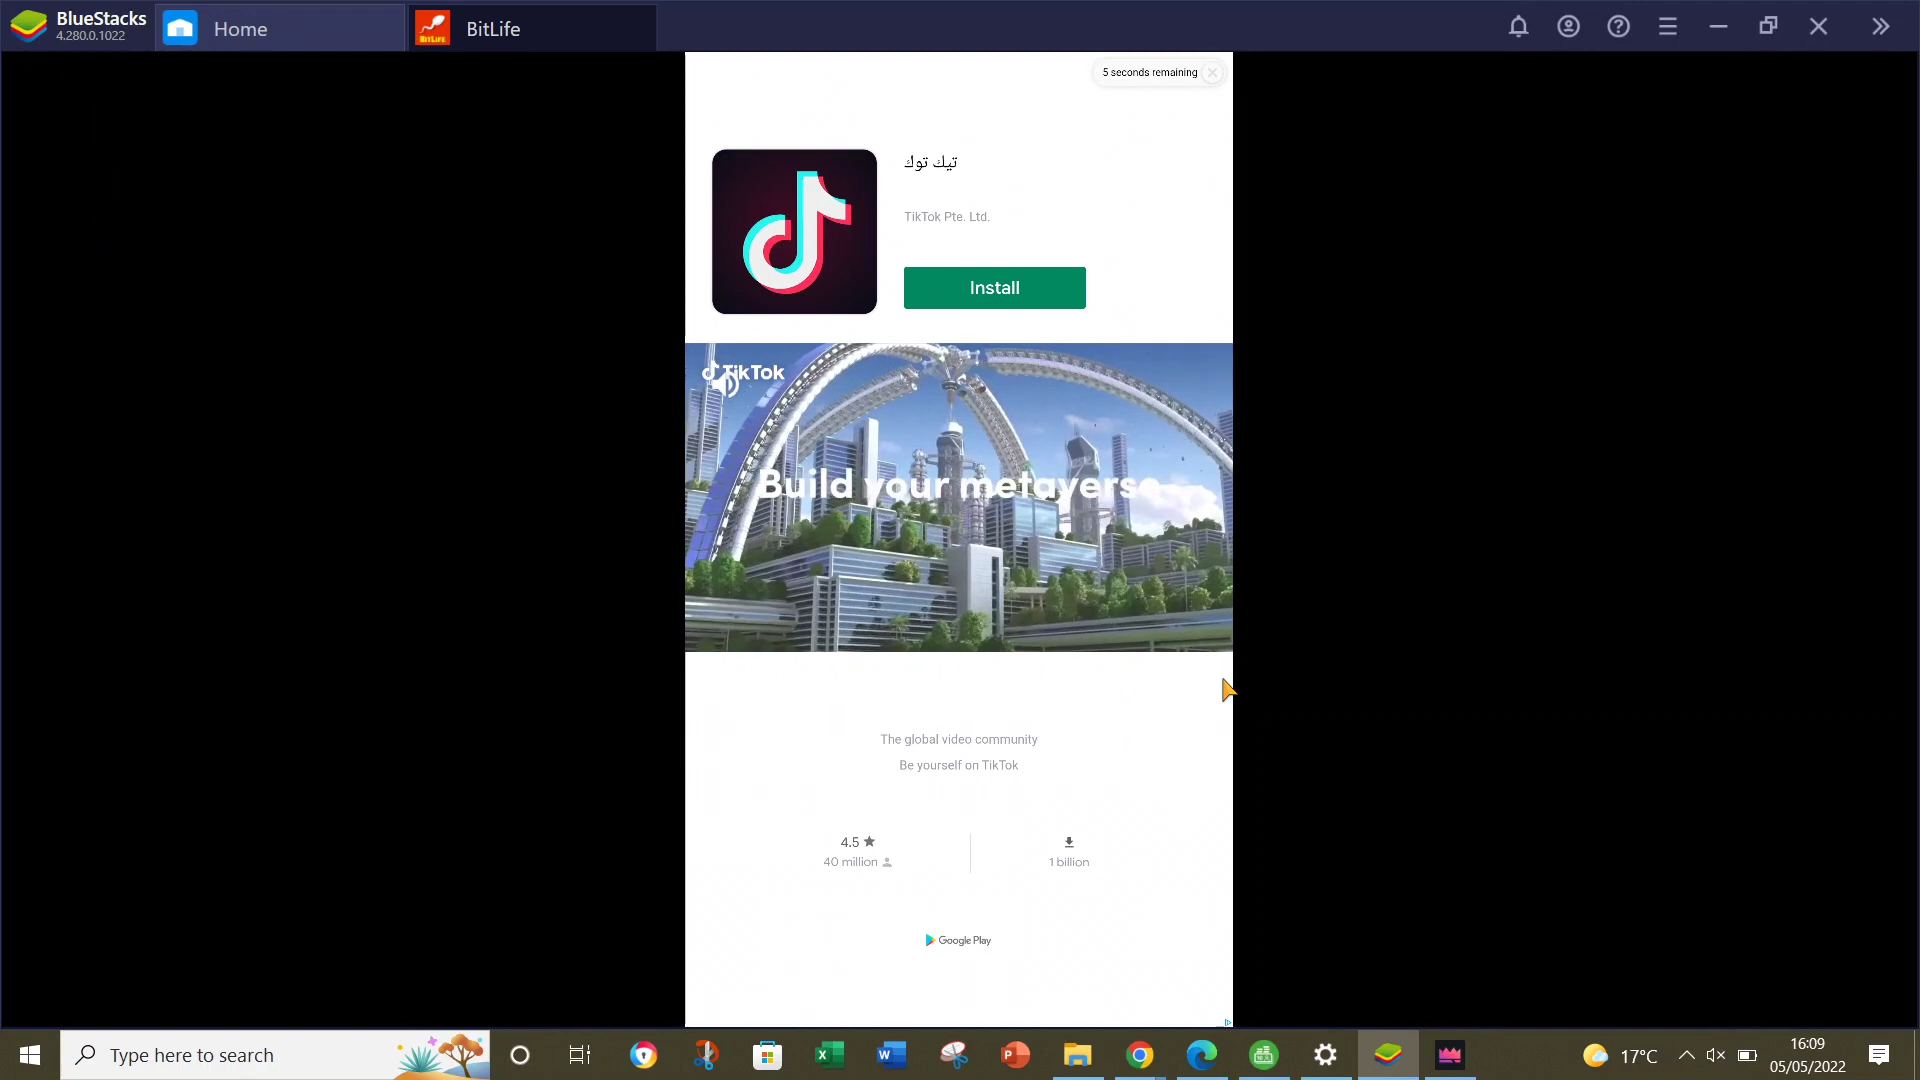 BlueStacks
4.280.0.1022
Home
BITLIFE
BitLife
5 seconds remaining
تيك توك
TikTok Pte. Ltd.
Install
TikTok
Build your metaverse
The global video community
Be yourself on TikTok
4.5
40 million
1 billion
Google Play
Type here to search
17°C
16:09
05/05/2022